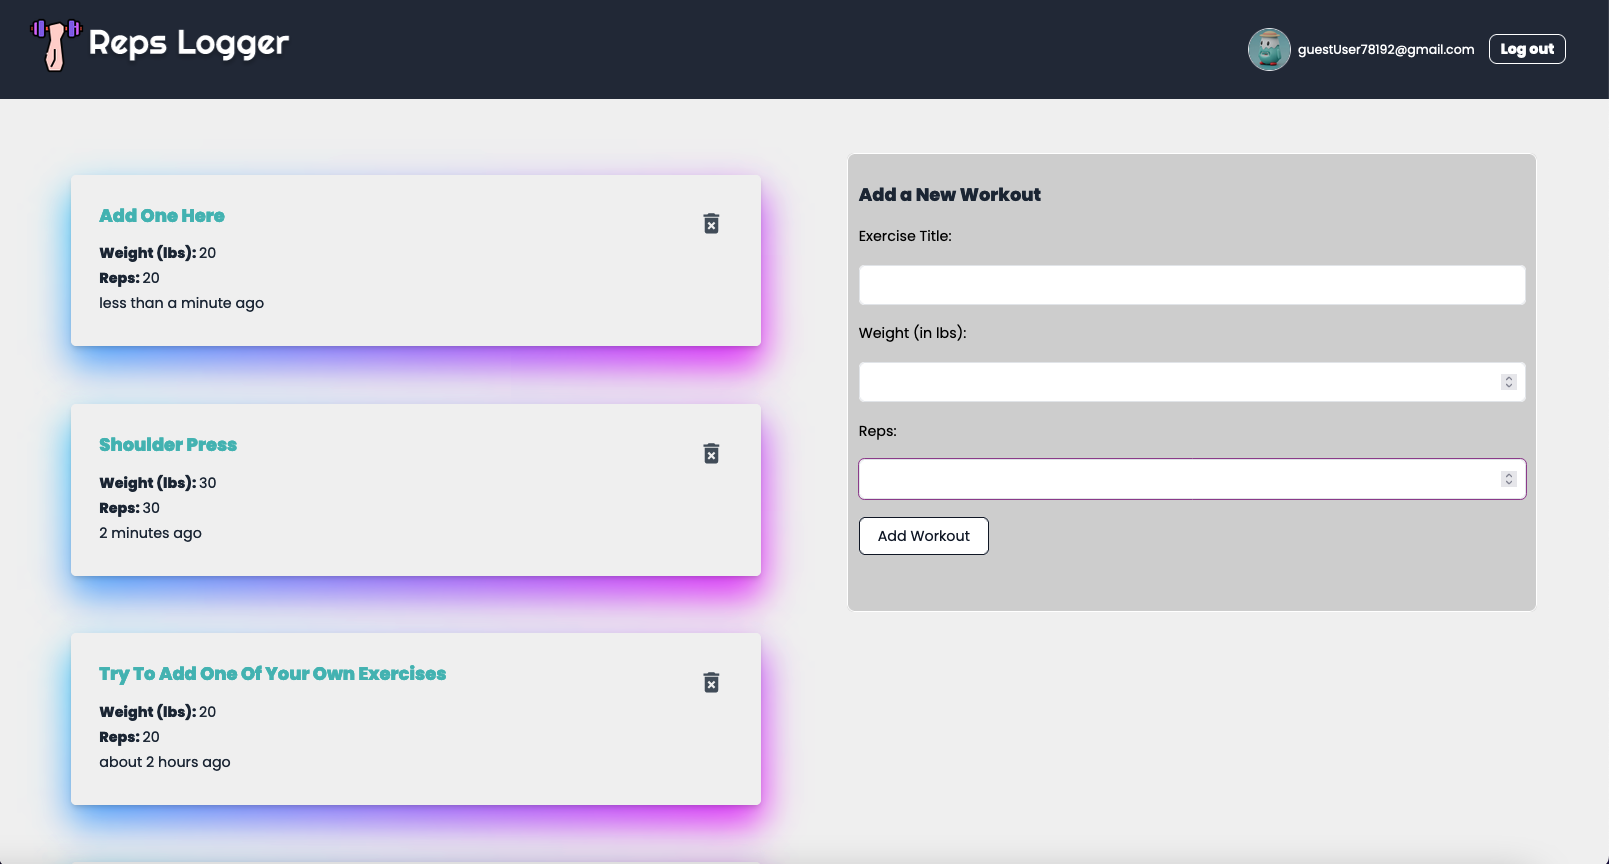 Reps Logger
guestUser78192@gmail.com
Log out
Add One Here
Weight (lbs): 20
Reps: 20
less than a minute ago
Shoulder Press
Weight (lbs): 30
Reps: 30
2 minutes ago
Try To Add One Of Your Own Exercises
Weight (lbs): 20
Reps: 20
about 2 hours ago
Add a New Workout
Exercise Title:
Weight (in lbs):
Reps:
Add Workout